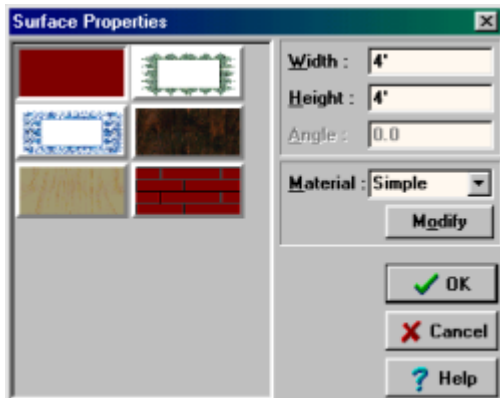 Surface Properties
Width : 4'
Height : 4'
Angle : 0.0
Material : Simple
Modify
OK
Cancel
? Help